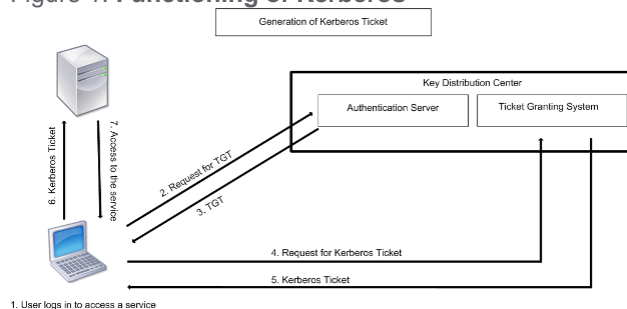 Figure 1. Functioning of Kerberos
Generation of Kerberos Ticket
Key Distribution Center
Authentication Server
Ticket Granting System
2. Request for TGT
3. TGT
6. Kerberos Ticket
7. Access to the service
4. Request for Kerberos Ticket
5. Kerberos Ticket
1. User logs in to access a service